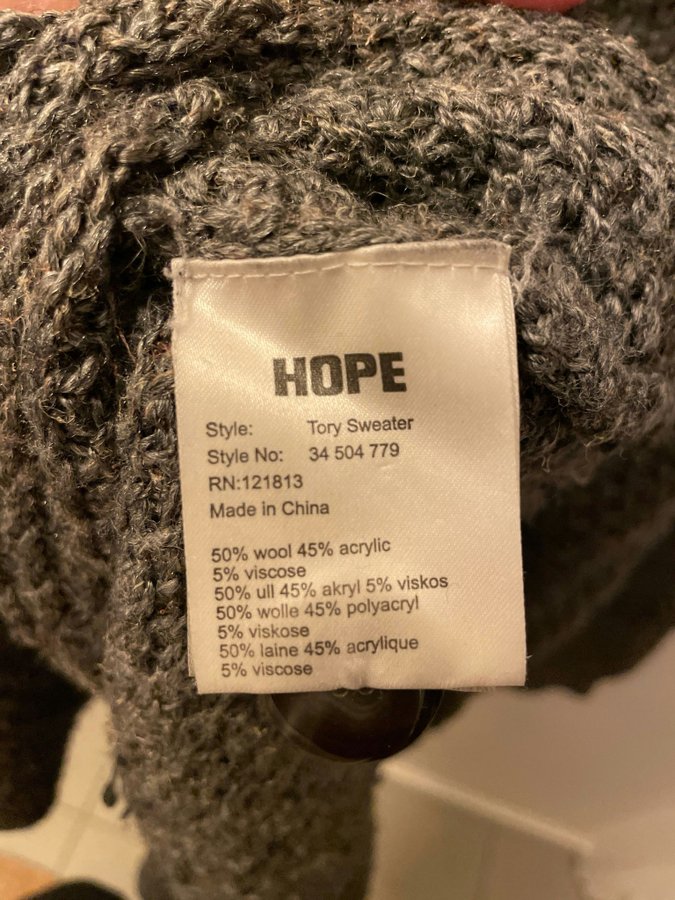 HOPE
Style: Tory Sweater
Style No: 34 504 779
RN:121813
Made in China
50% wool 45% acrylic
5% viscose
50% ull 45% akryl 5% viskos
50% wolle 45% polyacryl
5% viskose
50% laine 45% acrylique
5% viscose